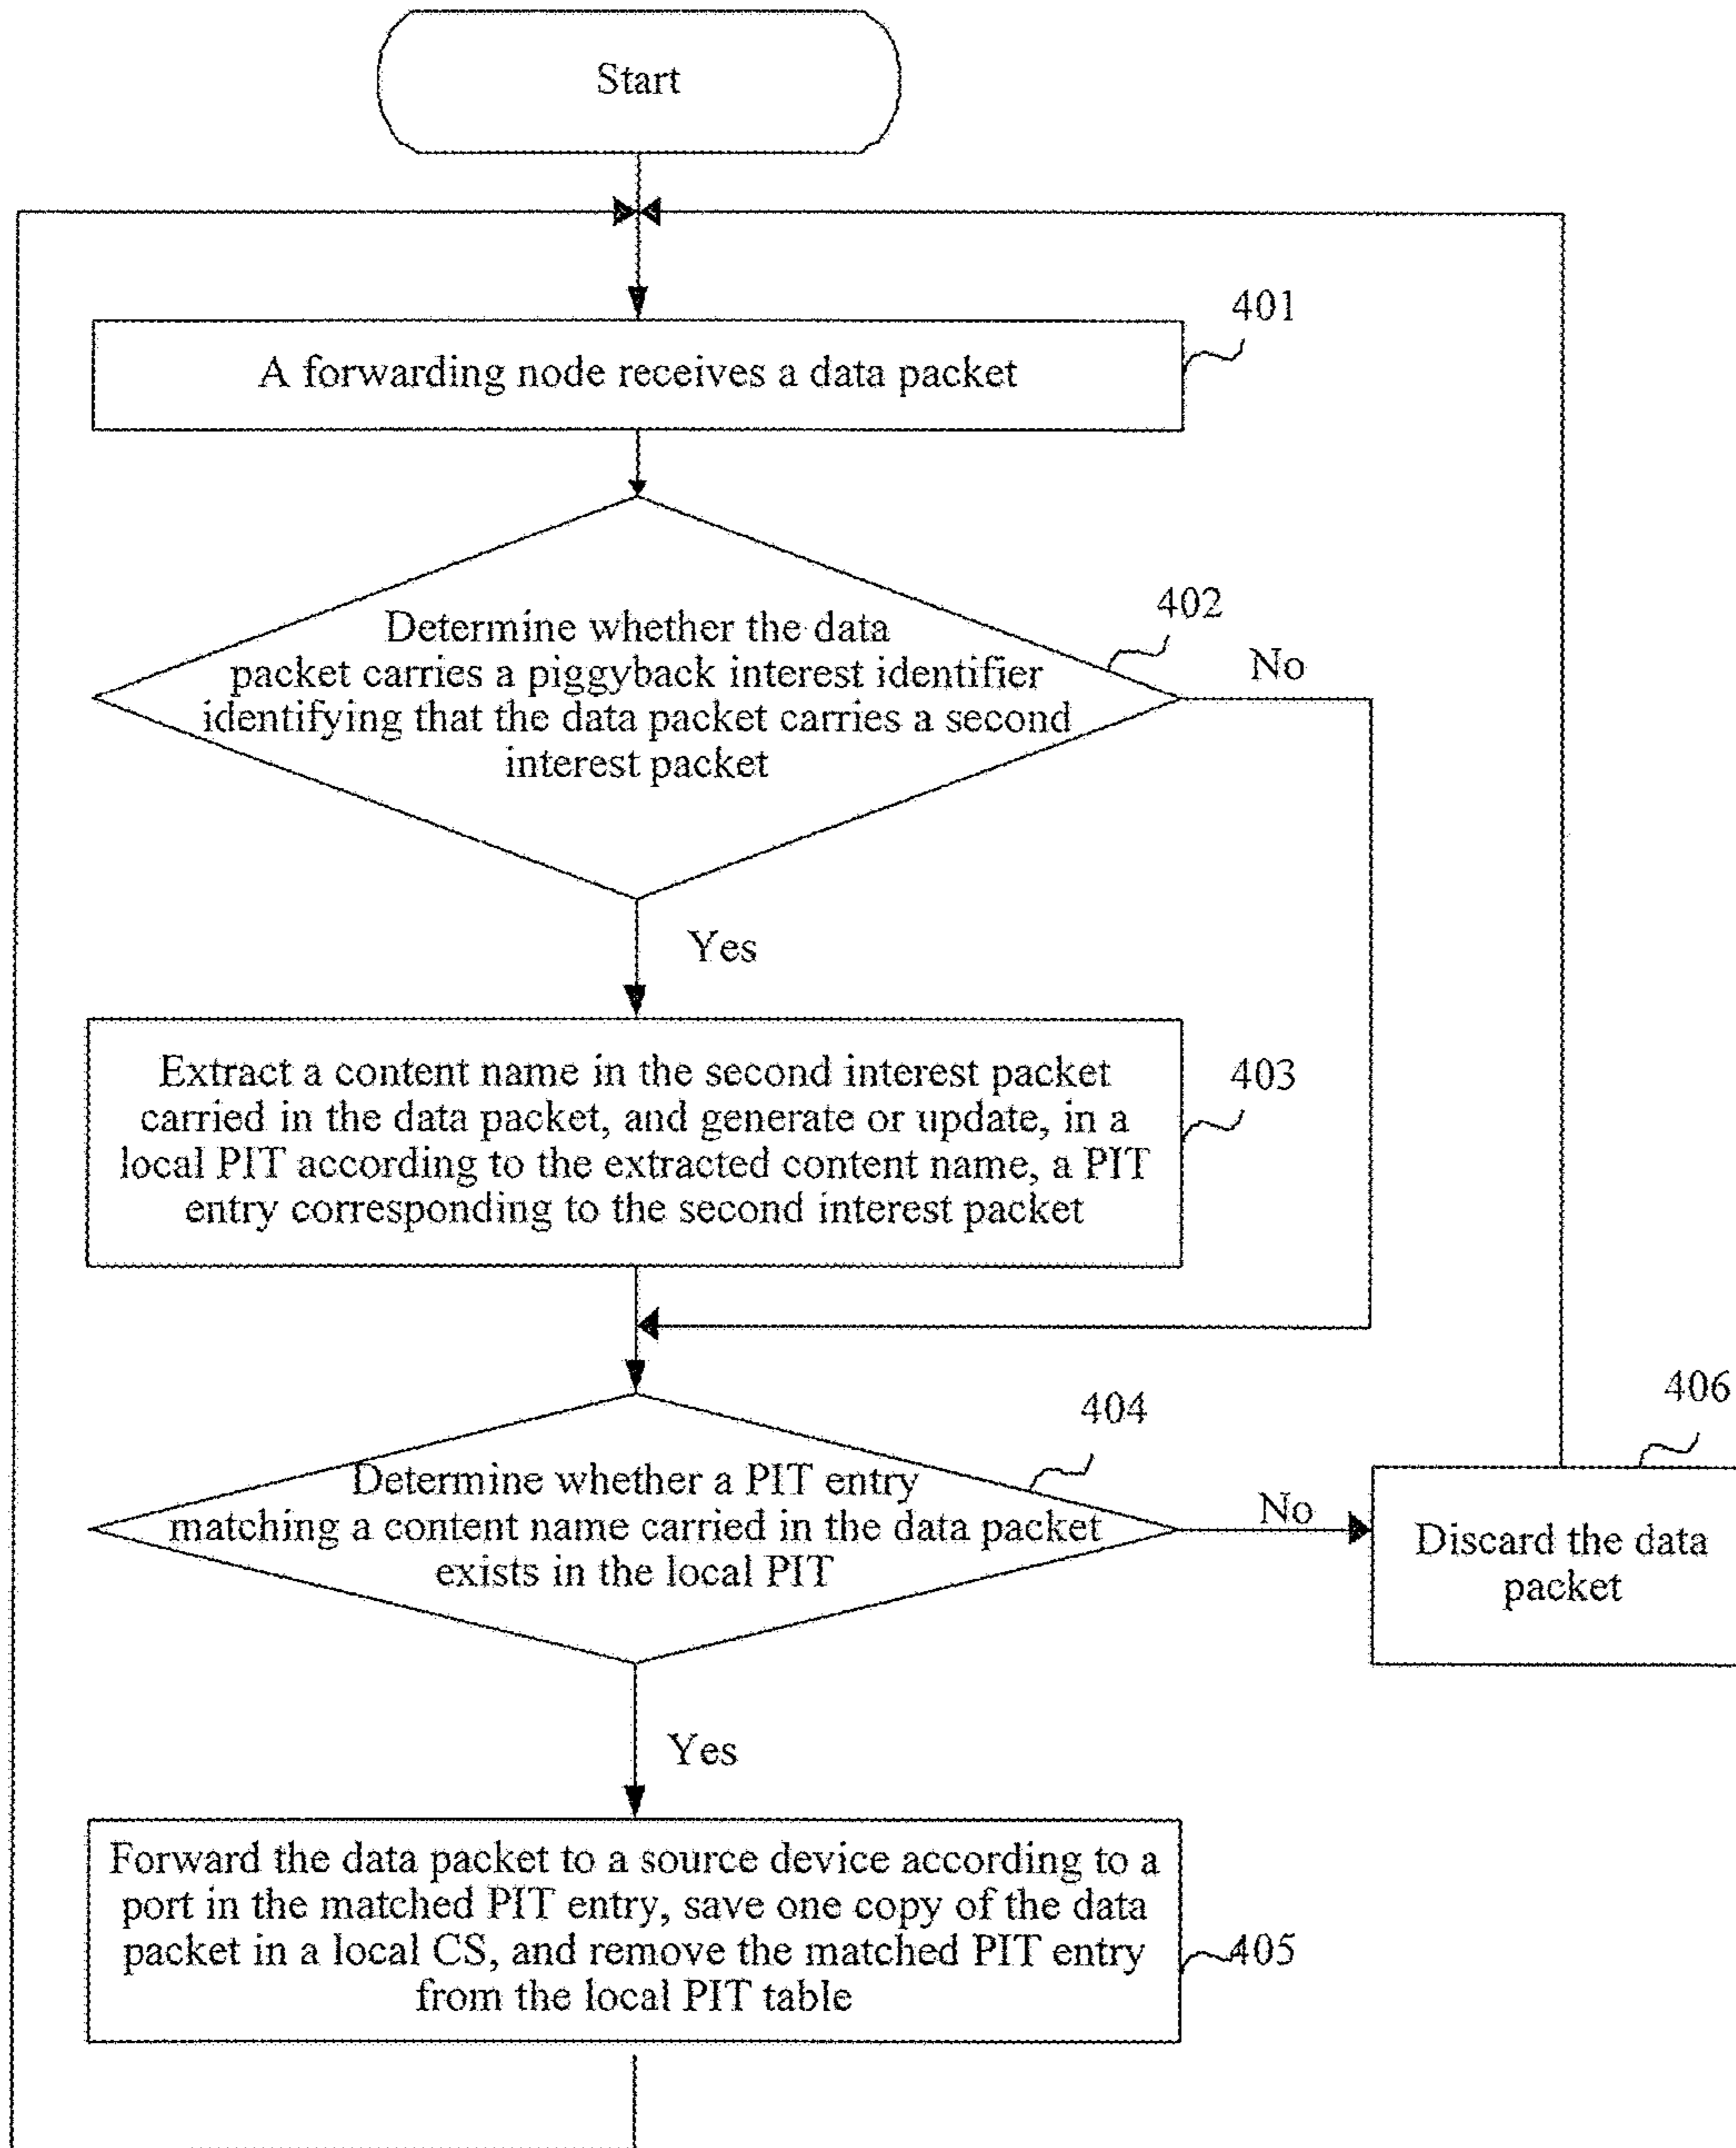 Start
401
A forwarding node receives a data packet
402
Determine whether the data
packet carries a piggyback interest identifier
identifying that the data packet carries a second
interest packet
No
Yes
Extract a content name in the second interest packet
carried in the data packet, and generate or update, in a
local PIT according to the extracted content name, a PIT
entry corresponding to the second interest packet
403
404
Determine whether a PIT entry
matching a content name carried in the data packet
exists in the local PIT
No
406
Discard the data
packet
Yes
Forward the data packet to a source device according to a
port in the matched PIT entry, save one copy of the data
packet in a local CS, and remove the matched PIT entry
from the local PIT table
405